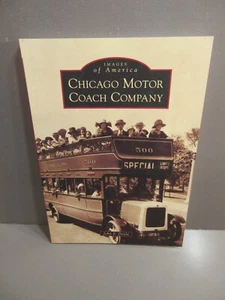 IMAGES
of America
CHICAGO MOTOR
COACH COMPANY
500
SPECIAL